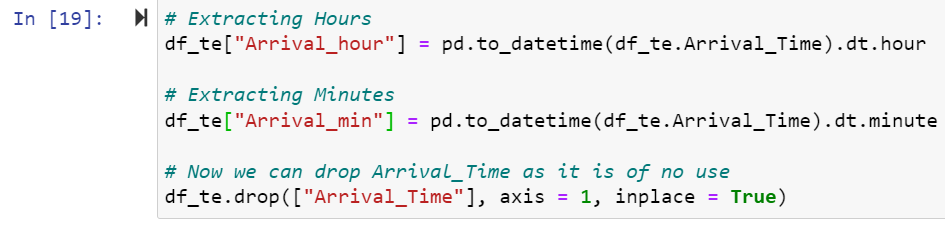 In [19]:
# Extracting Hours
df_te["Arrival_hour"] = pd.to_datetime(df_te.Arrival_Time).dt.hour
# Extracting Minutes
df_te["Arrival_min"] = pd.to_datetime(df_te.Arrival_Time).dt.minute
# Now we can drop Arrival_Time as it is of no use
df_te.drop(["Arrival_Time"], axis = 1, inplace = True)